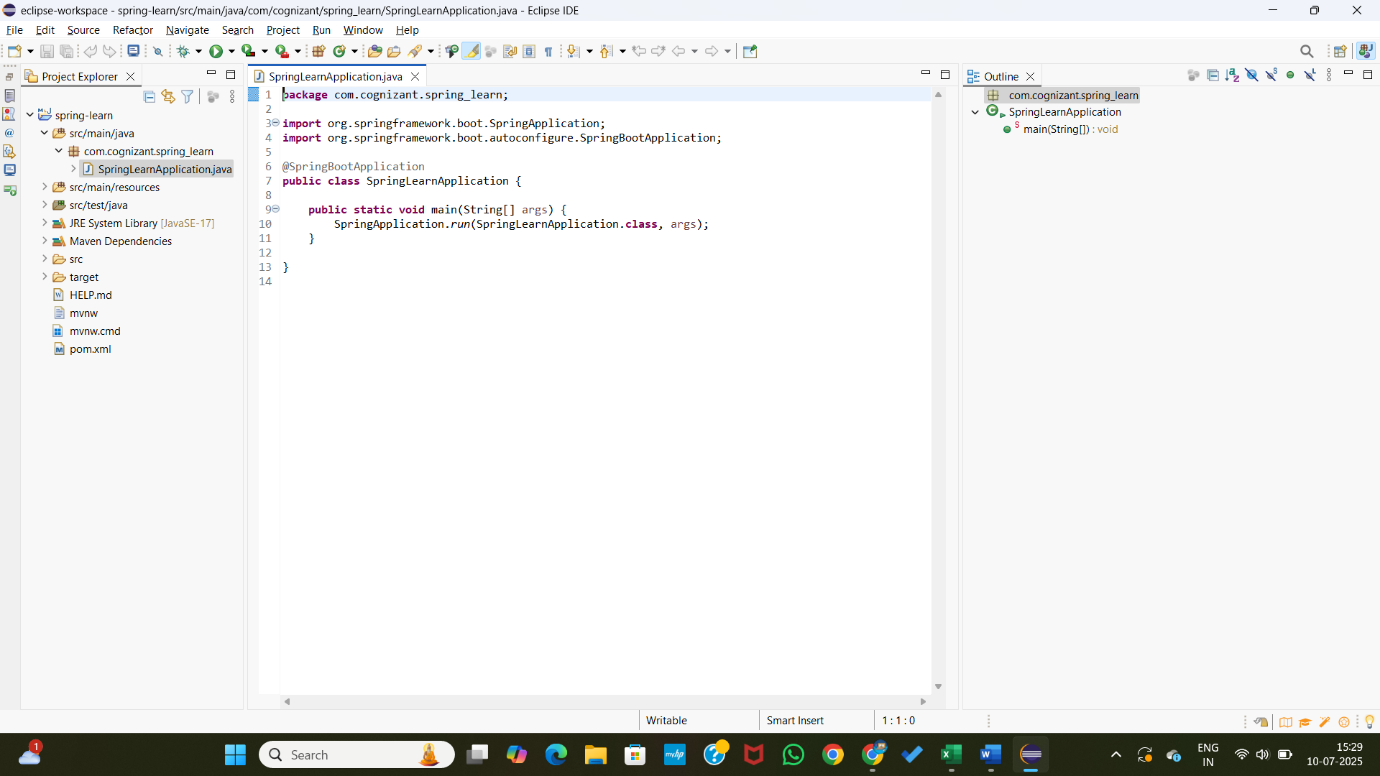 eclipse-workspace - spring-learn/src/main/java/com/cognizant/spring_learn/SpringLearnApplication.java - Eclipse IDE
File Edit Source Refactor Navigate Search Project Run Window Help
Project Explorer
SpringLearnApplication.java
Outline
spring-learn
src/main/java
com.cognizant.spring_learn
SpringLearnApplication.java
src/main/resources
src/test/java
JRE System Library [JavaSE-17]
Maven Dependencies
src
target
HELP.md
mvnw
mvnw.cmd
pom.xml
1 package com.cognizant.spring_learn;
2
3 import org.springframework.boot.SpringApplication;
4 import org.springframework.boot.autoconfigure.SpringBootApplication;
5
6 @SpringBootApplication
7 public class SpringLearnApplication {
8
9 public static void main(String[] args) {
10 SpringApplication.run(SpringLearnApplication.class, args);
11 }
12
13 }
14
com.cognizant.spring_learn
SpringLearnApplication
main(String[]) : void
Writable Smart Insert 1 : 1 : 0
1
Search
myhp
ENG
IN
15:29
10-07-2025